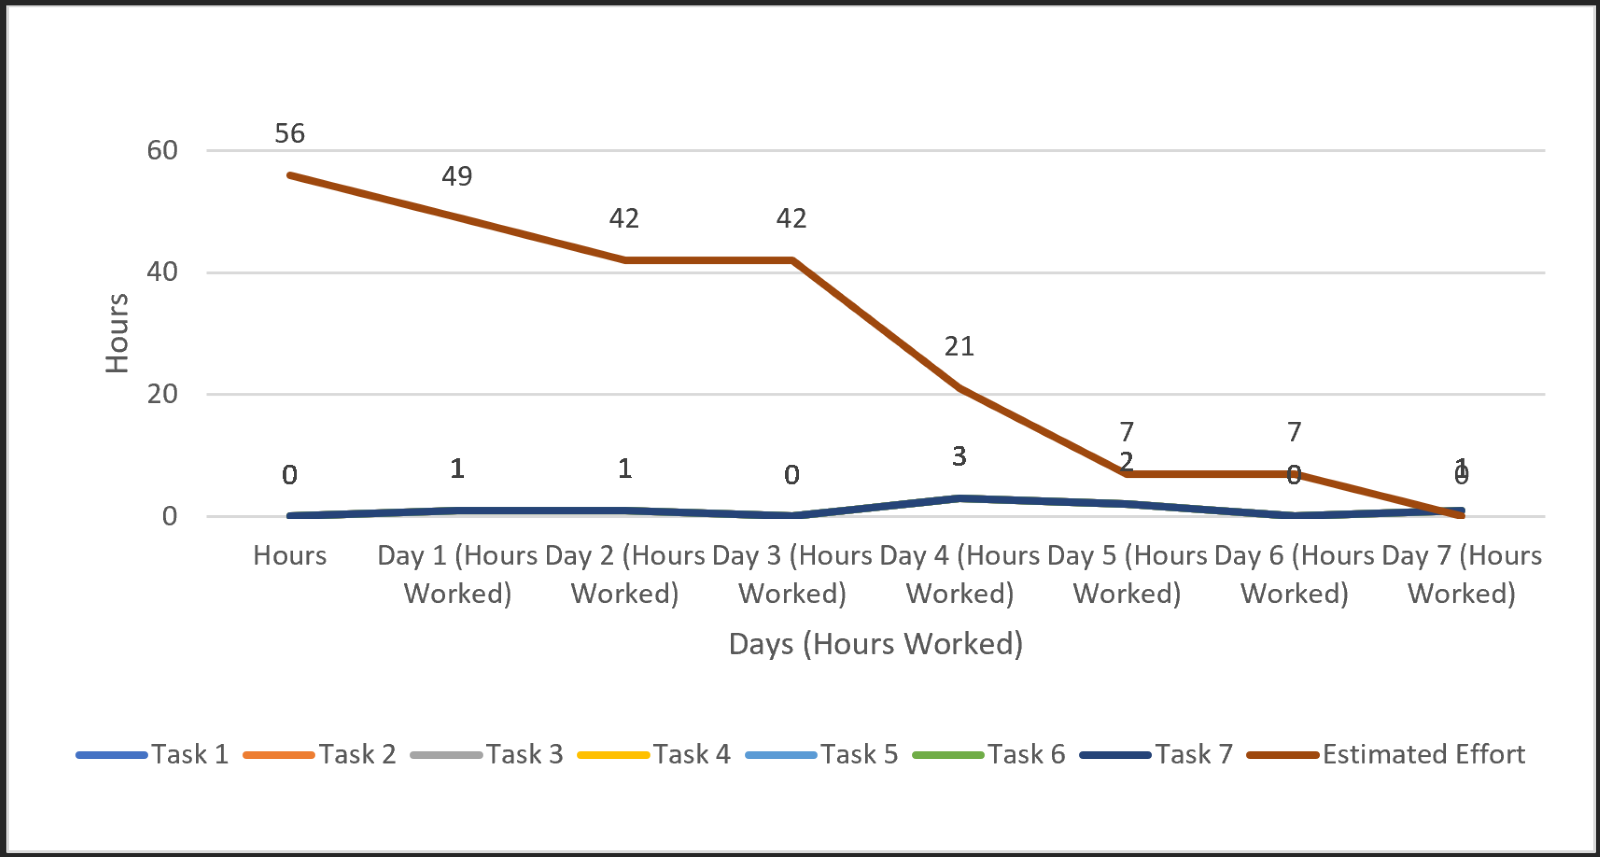 56
60
49
42
42
40
Hours
21
20
7
7
0
1
1
0
3
2
0
1
0
0
Hours
Day 1 (Hours Worked)
Day 2 (Hours Worked)
Day 3 (Hours Worked)
Day 4 (Hours Worked)
Day 5 (Hours Worked)
Day 6 (Hours Worked)
Day 7 (Hours Worked)
Days (Hours Worked)
Task 1
Task 2
Task 3
Task 4
Task 5
Task 6
Task 7
Estimated Effort